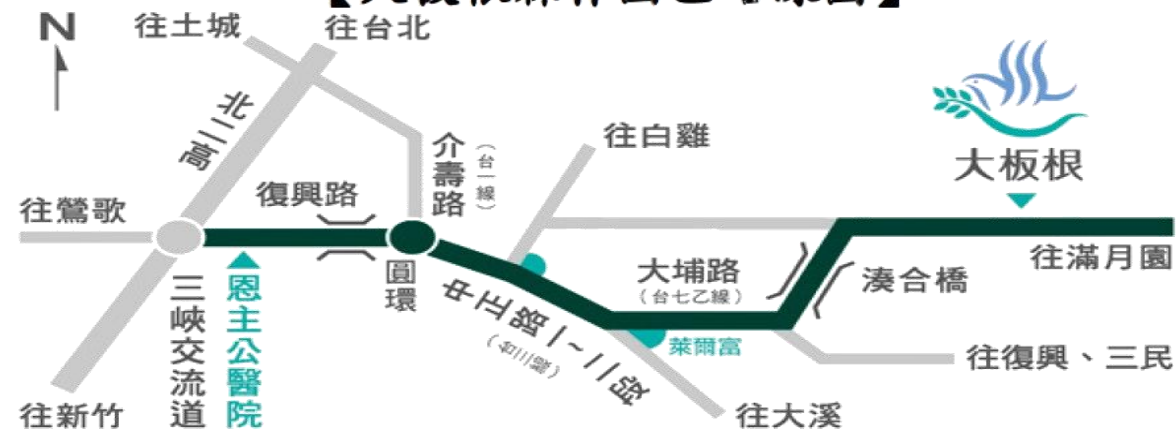 N
往土城
往台北
北二高
介壽路
（台一線）
往白雞
大板根
復興路
往鶯歌
往滿月園
圓環
大埔路
（台七乙線）
湊合橋
三峽交流道
恩主公醫院
中正路一~二段
（台三線）
萊爾富
往復興、三民
往新竹
往大溪